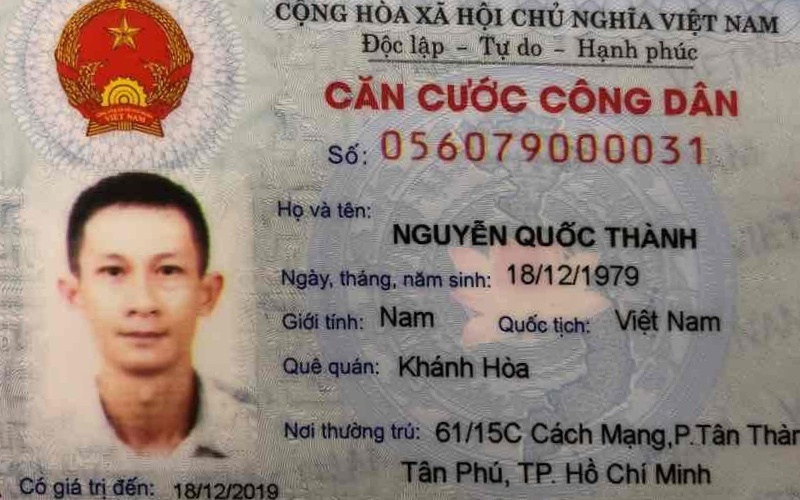 CỘNG HÒA XÃ HỘI CHỦ NGHĨA VIỆT NAM
Độc lập - Tự do - Hạnh phúc
CĂN CƯỚC CÔNG DÂN
Số: 056079000031
Họ và tên:
NGUYỄN QUỐC THÀNH
Ngày, tháng, năm sinh: 18/12/1979
Giới tính: Nam Quốc tịch: Việt Nam
Quê quán: Khánh Hòa
Nơi thường trú: 61/15C Cách Mạng,P.Tân
Tân Phú, TP. Hồ Chí Minh
Có giá trị đến: 18/12/2019
VIỆT NAM